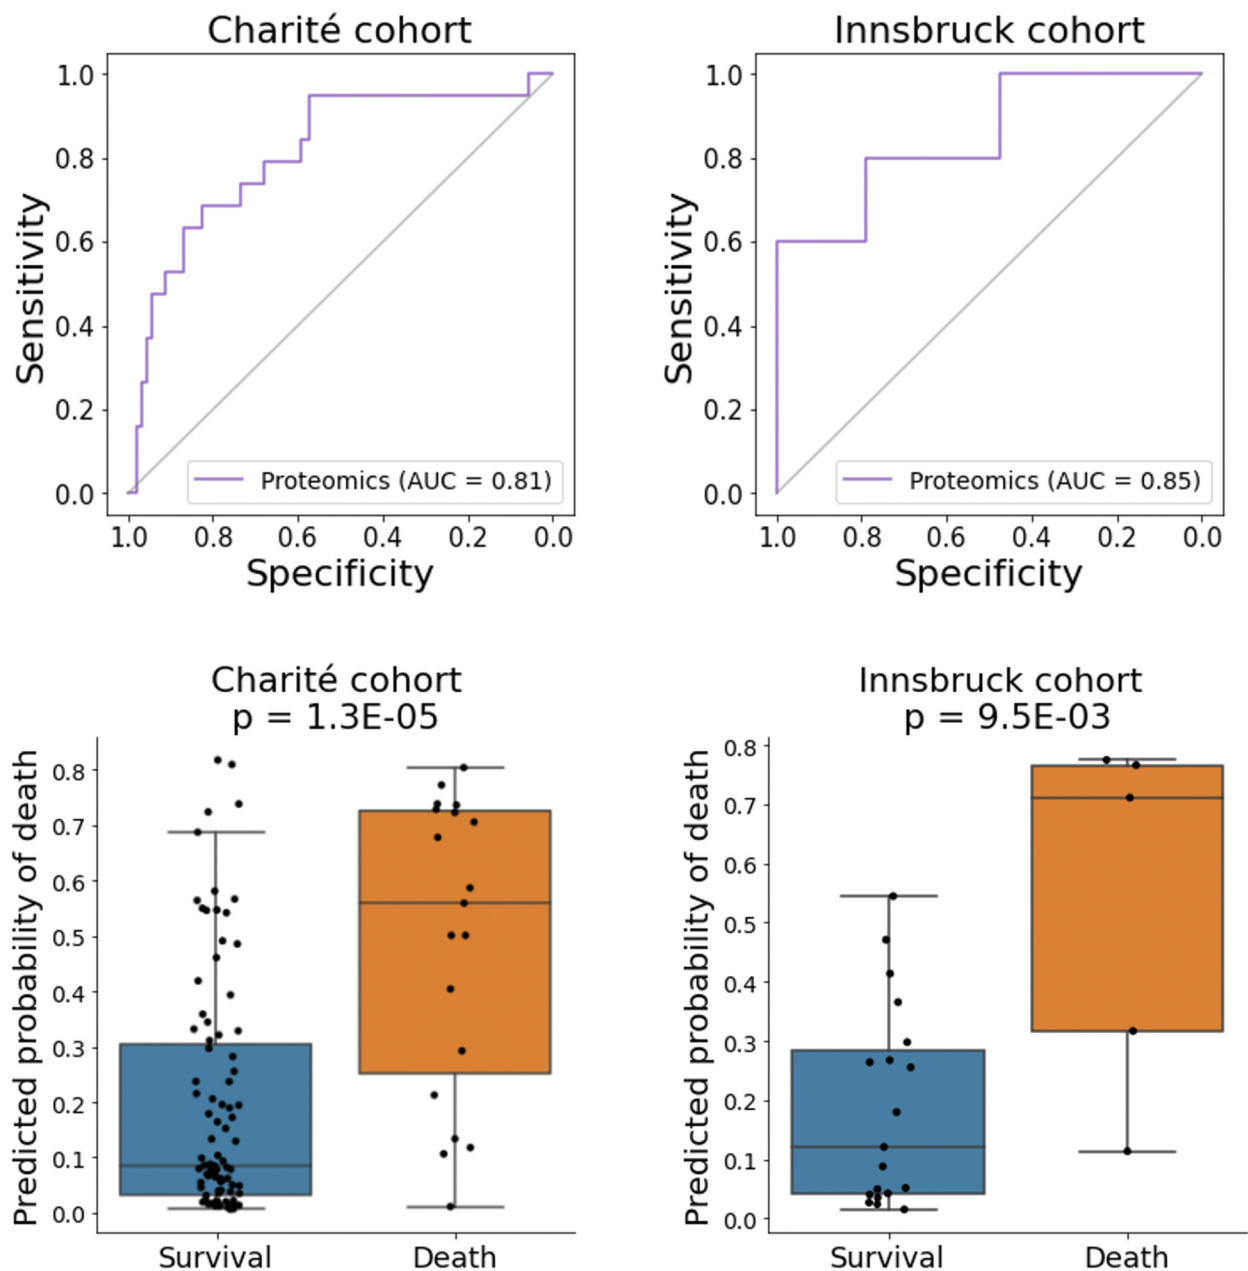 Charité cohort
Sensitivity
1.0
0.8
0.6
0.4
0.2
0.0
Proteomics (AUC = 0.81)
1.0 0.8 0.6 0.4 0.2 0.0
Specificity
Innsbruck cohort
Sensitivity
1.0
0.8
0.6
0.4
0.2
0.0
Proteomics (AUC = 0.85)
1.0 0.8 0.6 0.4 0.2 0.0
Specificity
Charité cohort
p = 1.3E-05
Predicted probability of death
0.8
0.7
0.6
0.5
0.4
0.3
0.2
0.1
0.0
Survival Death
Innsbruck cohort
p = 9.5E-03
Predicted probability of death
0.8
0.7
0.6
0.5
0.4
0.3
0.2
0.1
0.0
Survival Death